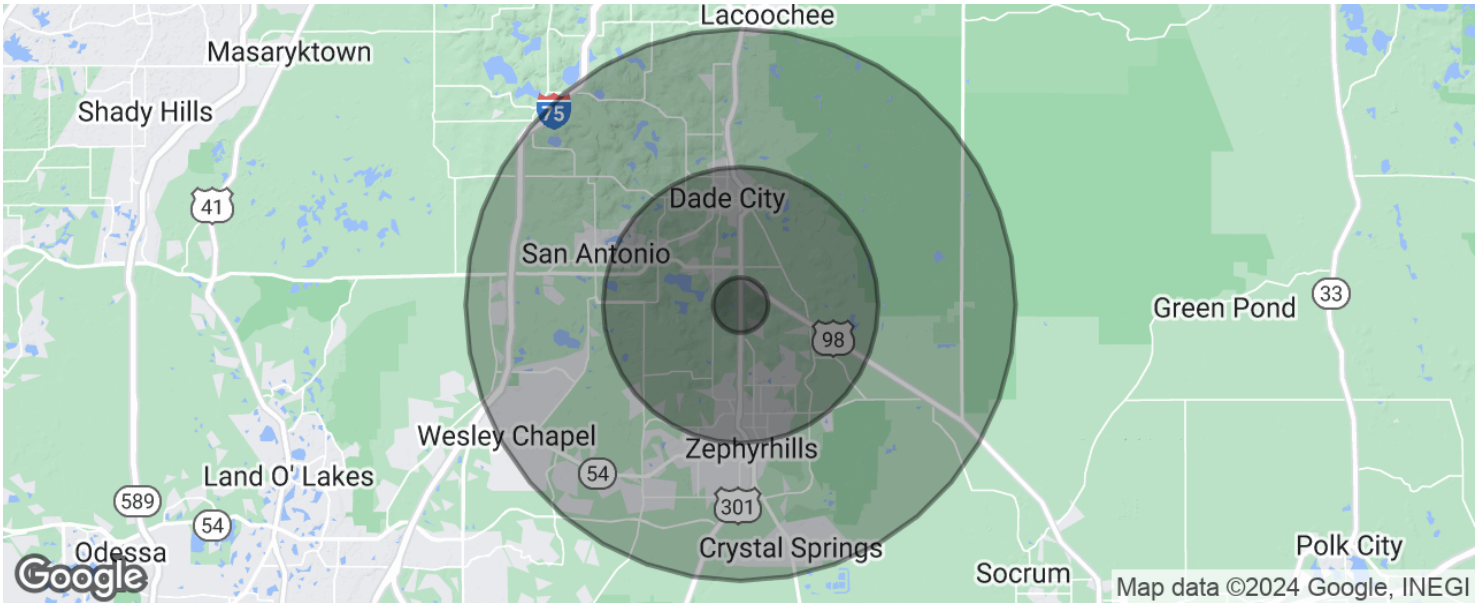 Lacoochee
Masaryktown
75
Shady Hills
Dade City
41
San Antonio
33
Green Pond
98
Wesley Chapel
Zephyrhills
54
Land O' Lakes
589
301
54
Crystal Springs
Polk City
Odessa
Socrum
Google
Map data ©2024 Google, INEGI